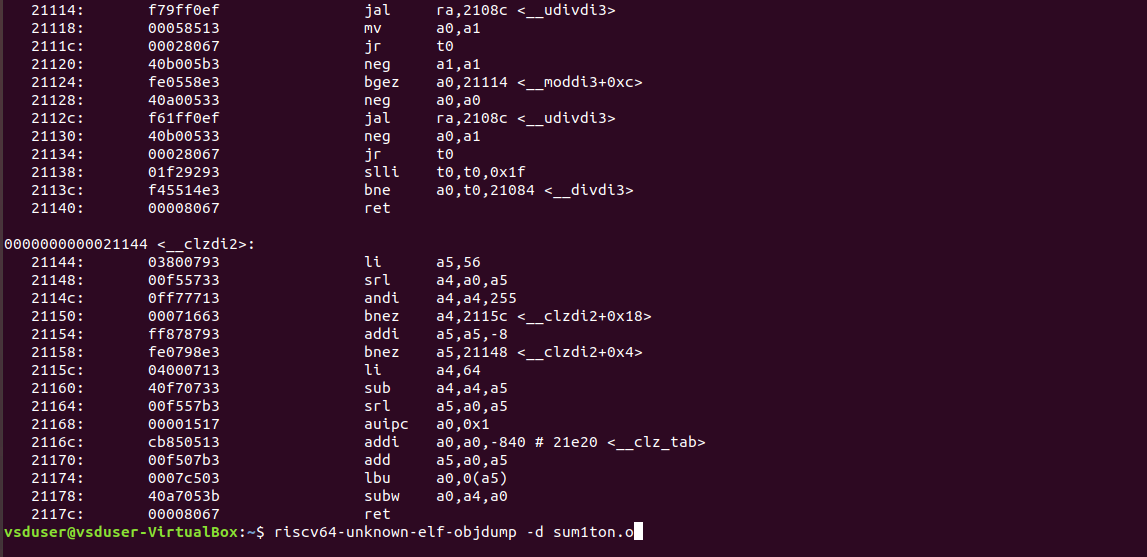 21114:	f79ff0ef	jal	ra,2108c <__udivdi3>
21118:	00058513	mv	a0,a1
2111c:	00028067	jr	t0
21120:	40b005b3	neg	a1,a1
21124:	fe0558e3	bgez	a0,21114 <__moddi3+0xc>
21128:	40a00533	neg	a0,a0
2112c:	f61ff0ef	jal	ra,2108c <__udivdi3>
21130:	40b00533	neg	a0,a1
21134:	00028067	jr	t0
21138:	01f29293	slli	t0,t0,0x1f
2113c:	f45514e3	bne	a0,t0,21084 <__divdi3>
21140:	00008067	ret
0000000000021144 <__clzdi2>:
21144:	03800793	li	a5,56
21148:	00f55733	srl	a4,a0,a5
2114c:	0ff77713	andi	a4,a4,255
21150:	00071663	bnez	a4,2115c <__clzdi2+0x18>
21154:	ff878793	addi	a5,a5,-8
21158:	fe0798e3	bnez	a5,21148 <__clzdi2+0x4>
2115c:	04000713	li	a4,64
21160:	40f70733	sub	a4,a4,a5
21164:	00f557b3	srl	a5,a0,a5
21168:	00001517	auipc	a0,0x1
2116c:	cb850513	addi	a0,a0,-840 # 21e20 <__clz_tab>
21170:	00f507b3	add	a5,a0,a5
21174:	0007c503	lbu	a0,0(a5)
21178:	40a7053b	subw	a0,a4,a0
2117c:	00008067	ret
vsduser@vsduser-VirtualBox:~$ riscv64-unknown-elf-objdump -d sum1ton.o